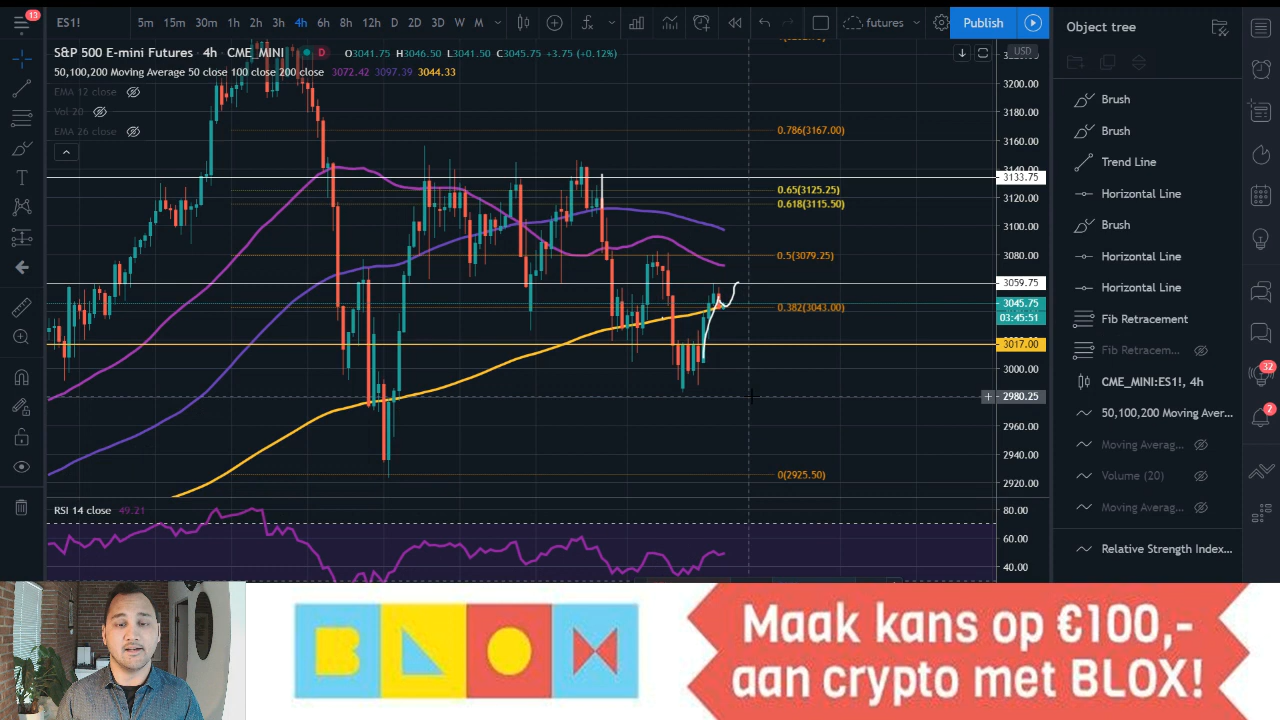 13
ES1!
5m 15m 30m 1h 2h 3h 4h 6h 8h 12h D 2D 3D W M
futures
Publish
Object tree
S&P 500 E-mini Futures · 4h · CME_MINI D O3041.75 H3046.50 L3041.50 C3045.75 +3.75 (+0.12%)
USD
50,100,200 Moving Average 50 close 100 close 200 close 3072.42 3097.39 3044.33
EMA 12 close
Vol 20
EMA 26 close
3200.00
3180.00
3160.00
3133.75
3120.00
3100.00
3080.00
3059.75
3045.75
03:45:51
3017.00
3000.00
2980.25
2960.00
2940.00
2920.00
0.786(3167.00)
0.65(3125.25)
0.618(3115.50)
0.5(3079.25)
0.382(3043.00)
0(2925.50)
RSI 14 close 49.21
80.00
60.00
40.00
Brush
Brush
Trend Line
Horizontal Line
Brush
Horizontal Line
Horizontal Line
Fib Retracement
Fib Retracem...
CME_MINI:ES1!, 4h
50,100,200 Moving Aver...
Moving Averag...
Volume (20)
Moving Averag...
Relative Strength Index...
32
2
BLOX
Maak kans op €100,-
aan crypto met BLOX!